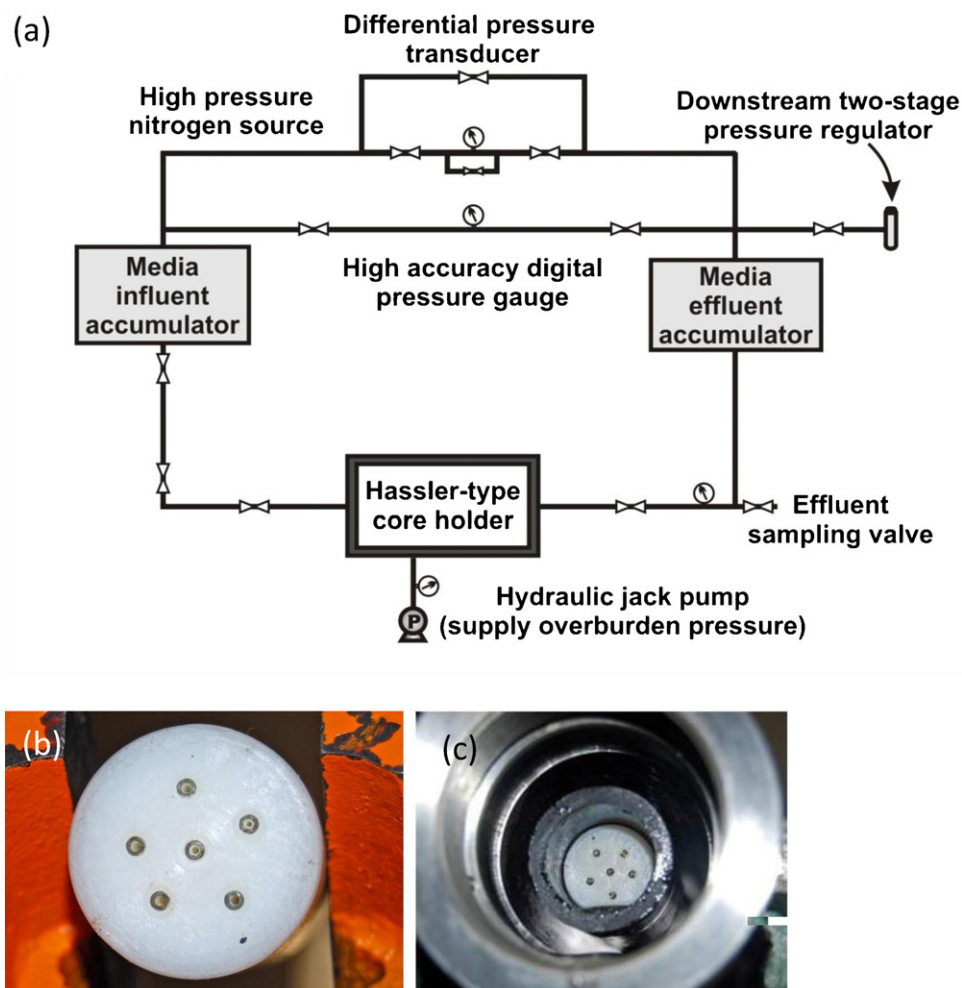 (a)
Differential pressure
transducer
High pressure
nitrogen source
Downstream two-stage
pressure regulator
Media
influent
accumulator
High accuracy digital
pressure gauge
Media
effluent
accumulator
Hassler-type
core holder
Effluent
sampling valve
P
Hydraulic jack pump
(supply overburden pressure)
(b)
(c)